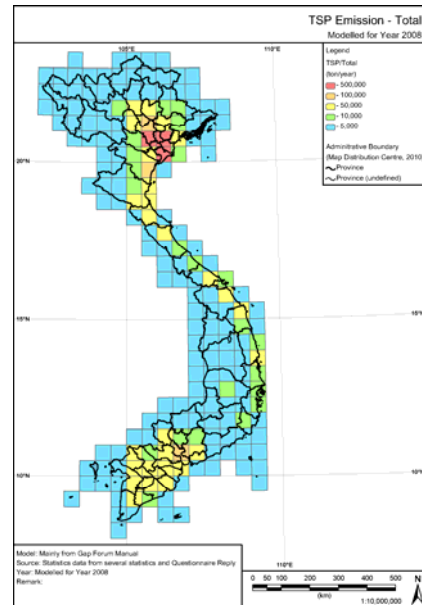 TSP Emission - Total
Modelled for Year 2008
105°E
110°E
Legend
TSP/Total
(ton/year)
- 500,000
- 100,000
- 50,000
- 10,000
- 5,000
Adminitrative Boundary
(Map Distribution Centre, 2010)
Province
Province (undefined)
20°N
15°N
15°N
10°N
10°N
Model: Mainly from Gap Forum Manual
Source: Statistics data from several statistics and Questionnaire Reply
Year: Modelled for Year 2008
Remark:
110°E
0 50 100 200 300 400 500
(km)
1:10,000,000
N